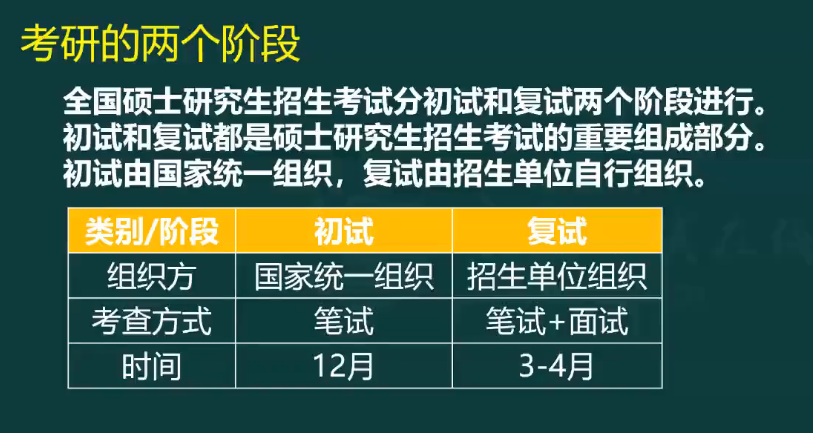 考研的两个阶段
全国硕士研究生招生考试分初试和复试两个阶段进行。
初试和复试都是硕士研究生招生考试的重要组成部分。
初试由国家统一组织，复试由招生单位自行组织。
类别/阶段 初试 复试
组织方 国家统一组织 招生单位组织
考查方式 笔试 笔试+面试
时间 12月 3-4月